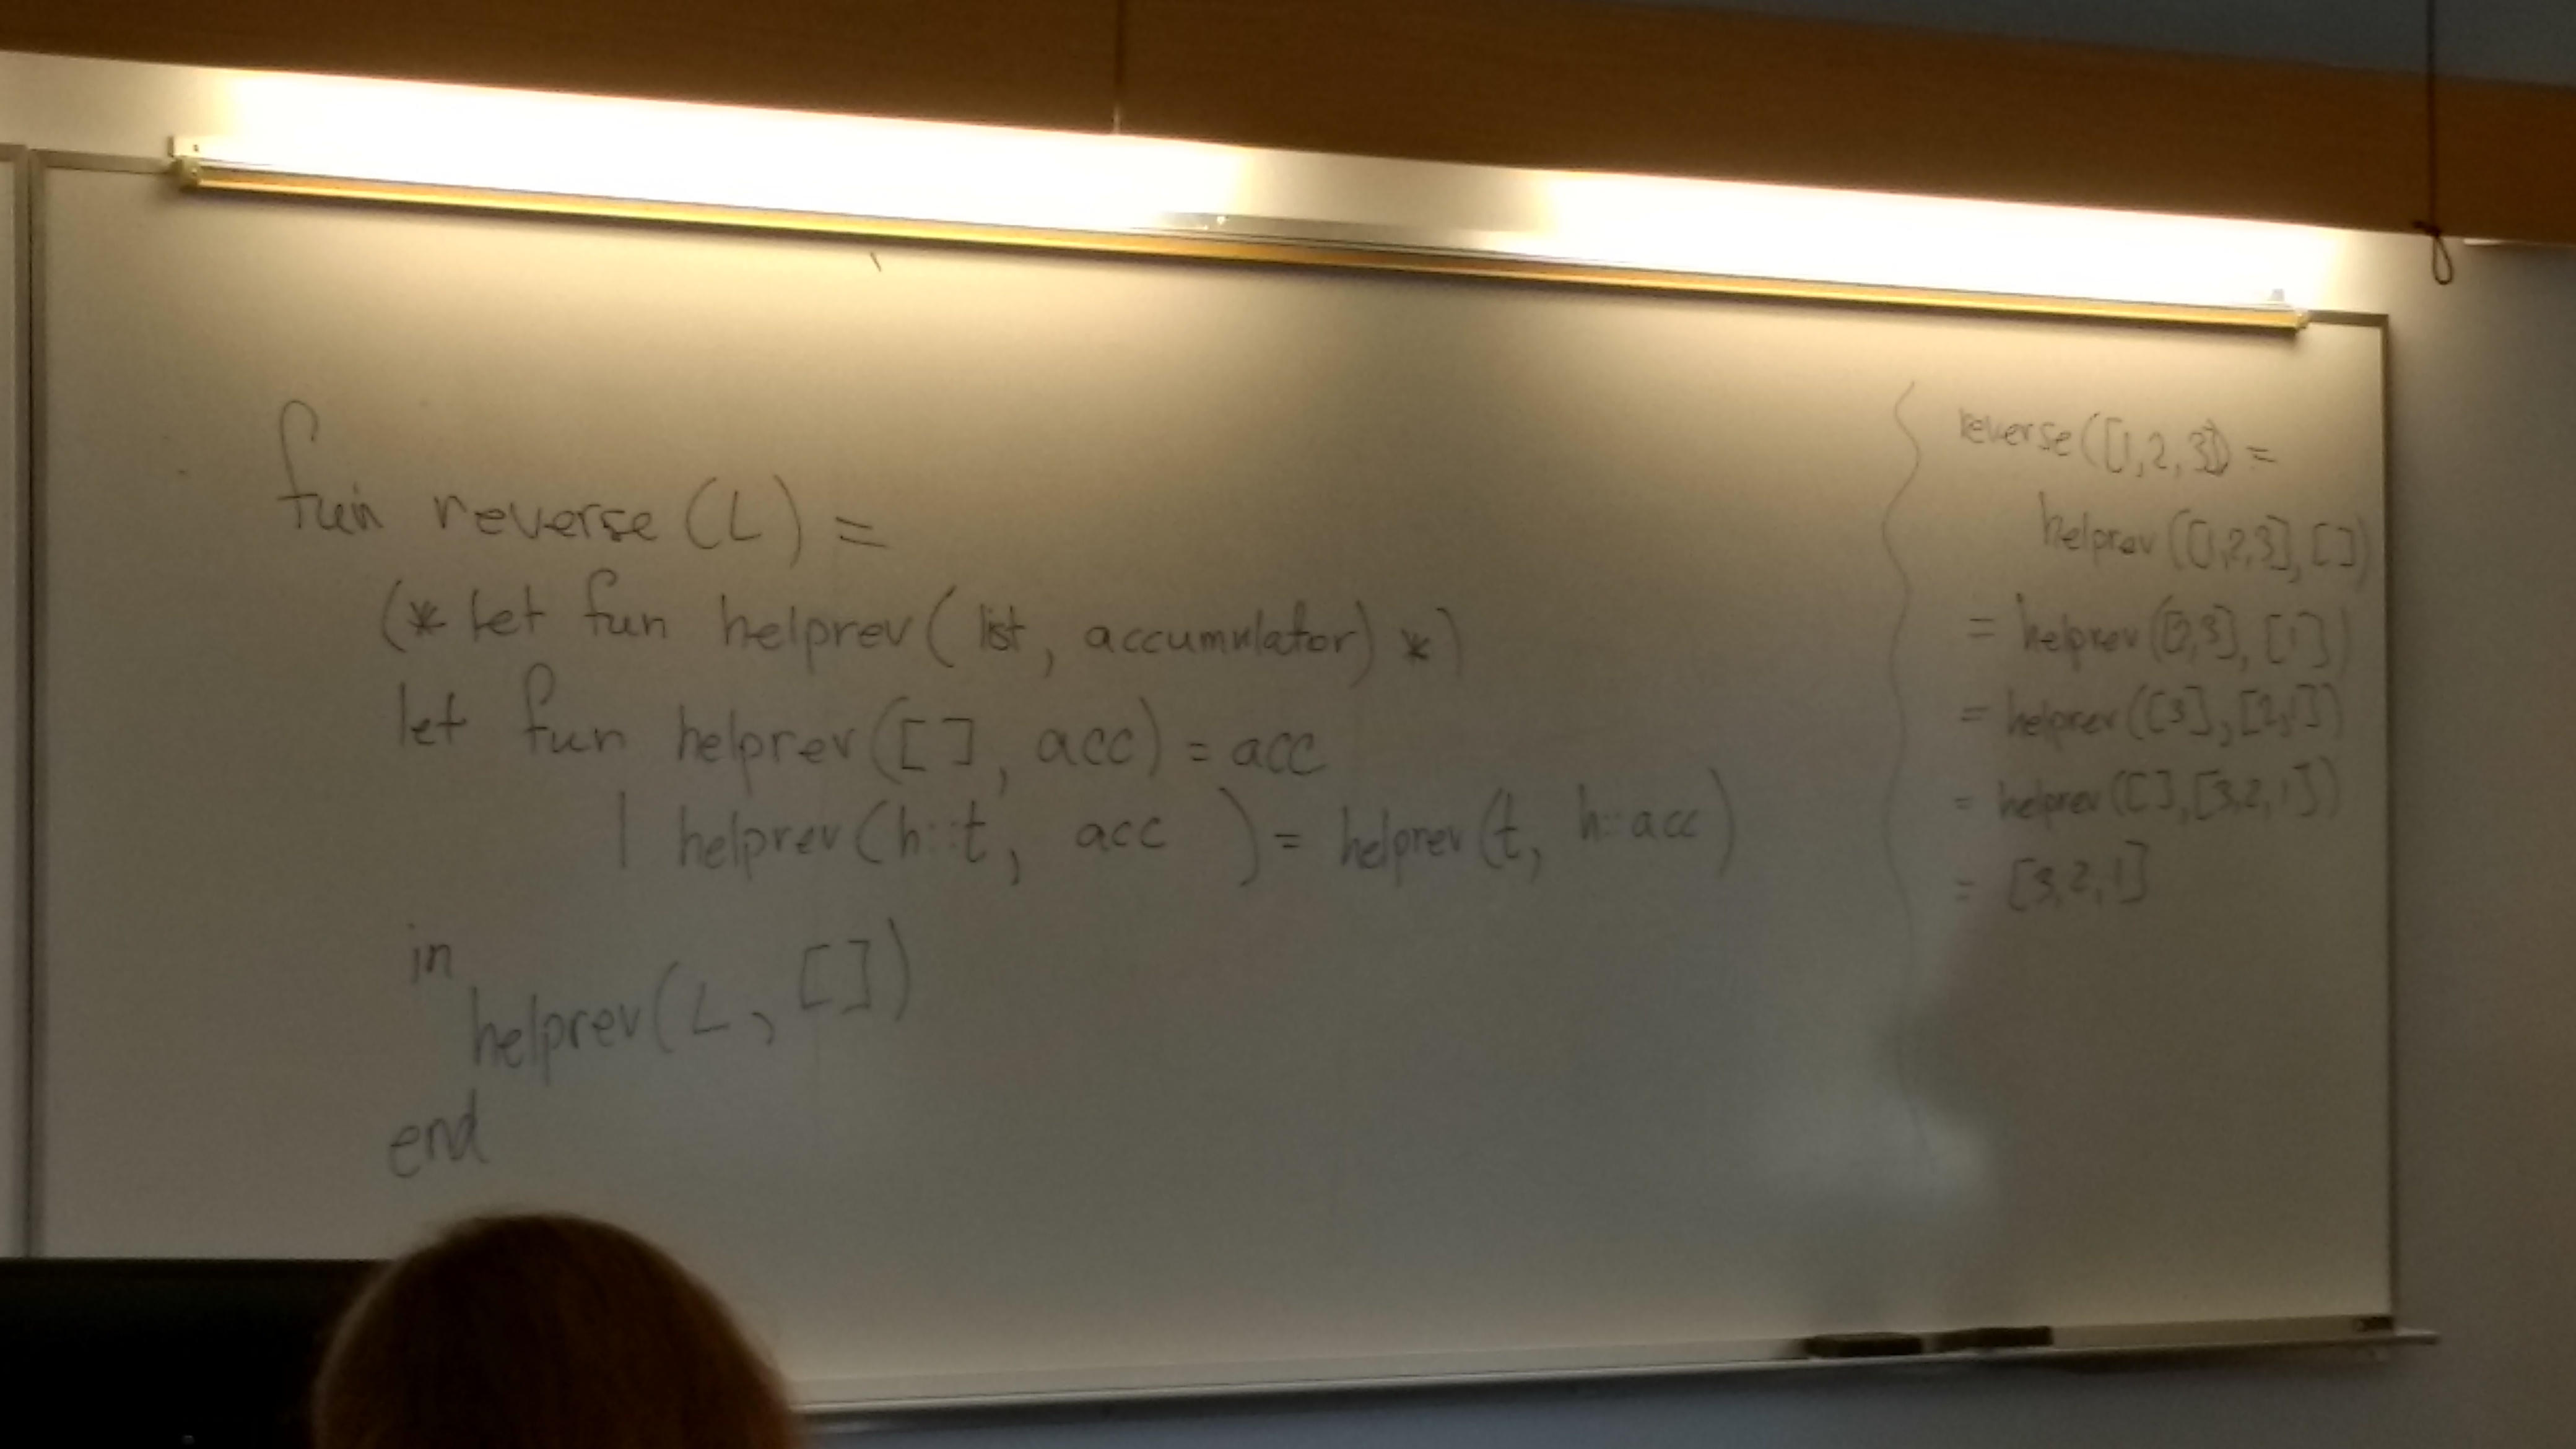 fun reverse (L) =
(* let fun helprev( list, accumulator) *)
let fun helprev([], acc) = acc
| helprev(h::t, acc ) = helprev(t, h::acc)
in
helprev(L, [])
end
reverse([1,2,3]) =
helprev([1,2,3],[])
= helprev([2,3],[1])
= helprev([3],[2,1])
= helprev([],[3,2,1])
= [3,2,1]